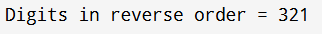 Digits in reverse order = 321